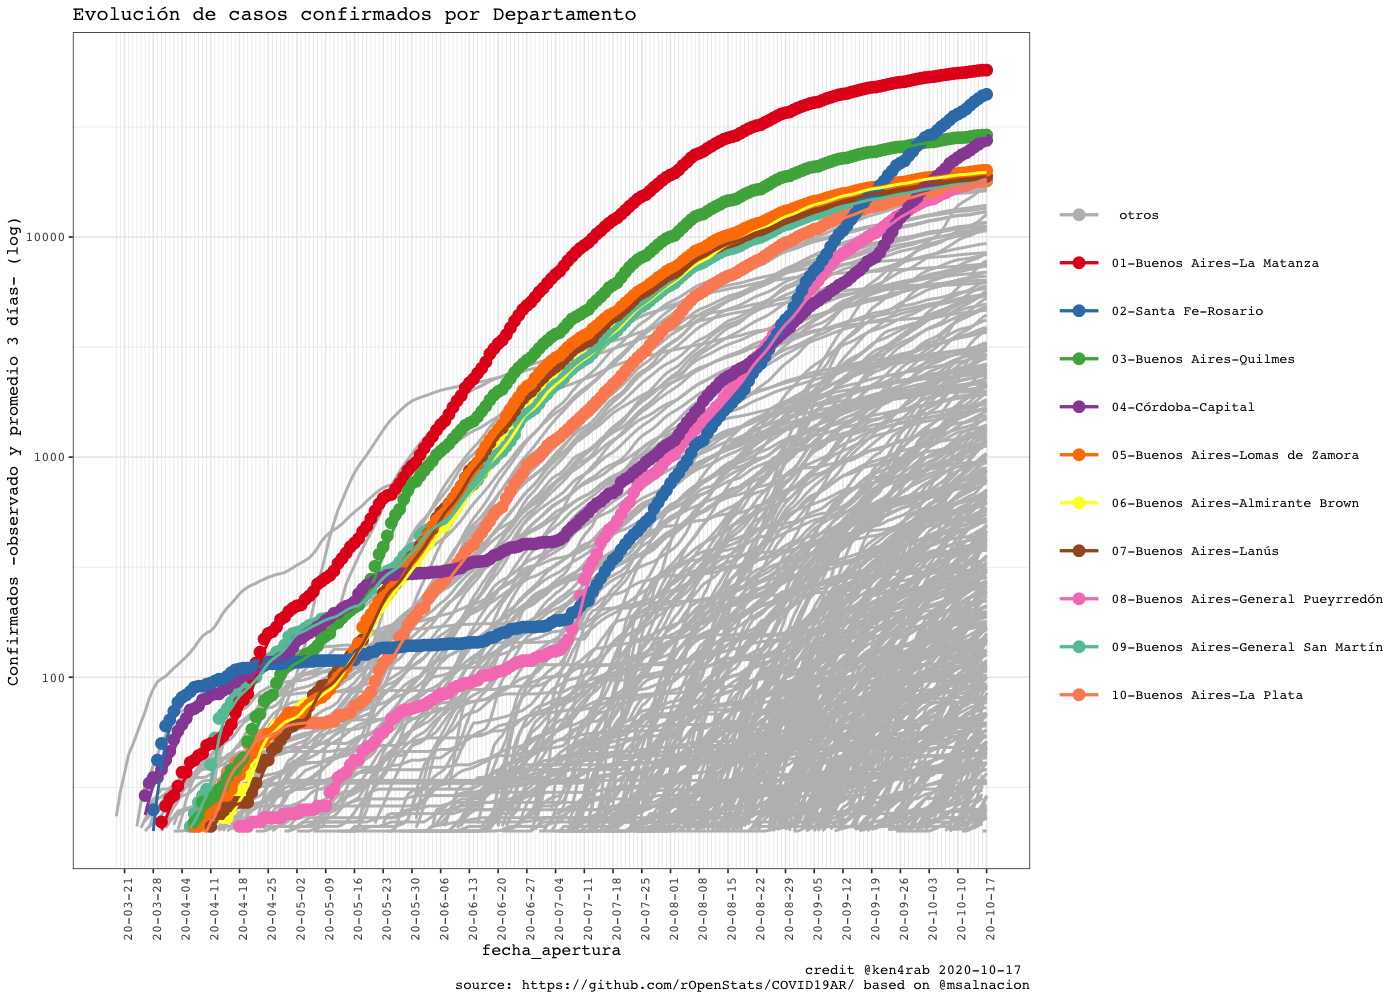 Evolución de casos confirmados por Departamento
Confirmados -observado y promedio 3 días- (log)
10000
1000
100
20-03-21
20-03-28
20-04-04
20-04-11
20-04-18
20-04-25
20-05-02
20-05-09
20-05-16
20-05-23
20-05-30
20-06-06
20-06-13
20-06-20
20-06-27
20-07-04
20-07-11
20-07-18
20-07-25
20-08-01
20-08-08
20-08-15
20-08-22
20-08-29
20-09-05
20-09-12
20-09-19
20-09-26
20-10-03
20-10-10
20-10-17
fecha_apertura
otros
01-Buenos Aires-La Matanza
02-Santa Fe-Rosario
03-Buenos Aires-Quilmes
04-Córdoba-Capital
05-Buenos Aires-Lomas de Zamora
06-Buenos Aires-Almirante Brown
07-Buenos Aires-Lanús
08-Buenos Aires-General Pueyrredón
09-Buenos Aires-General San Martín
10-Buenos Aires-La Plata
credit @ken4rab 2020-10-17
source: https://github.com/rOpenStats/COVID19AR/ based on @msalnacion